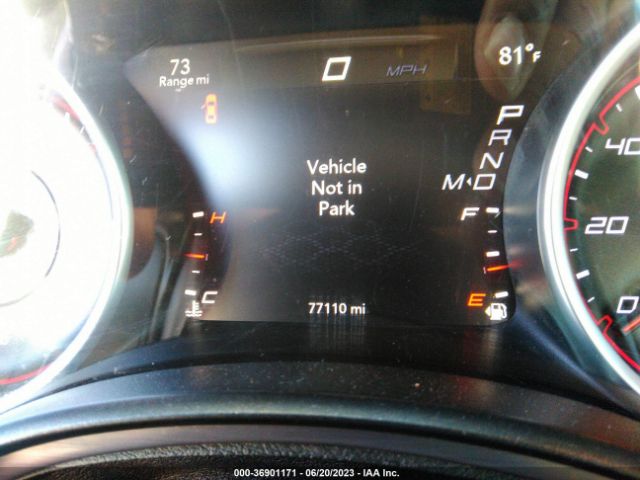 73
Range mi
0 MPH
81°F
P
R
N
M◄D
Vehicle
Not in
Park
H
C
F
E
77110 mi
40
20
0
000-36901171 - 06/20/2023 - IAA Inc.